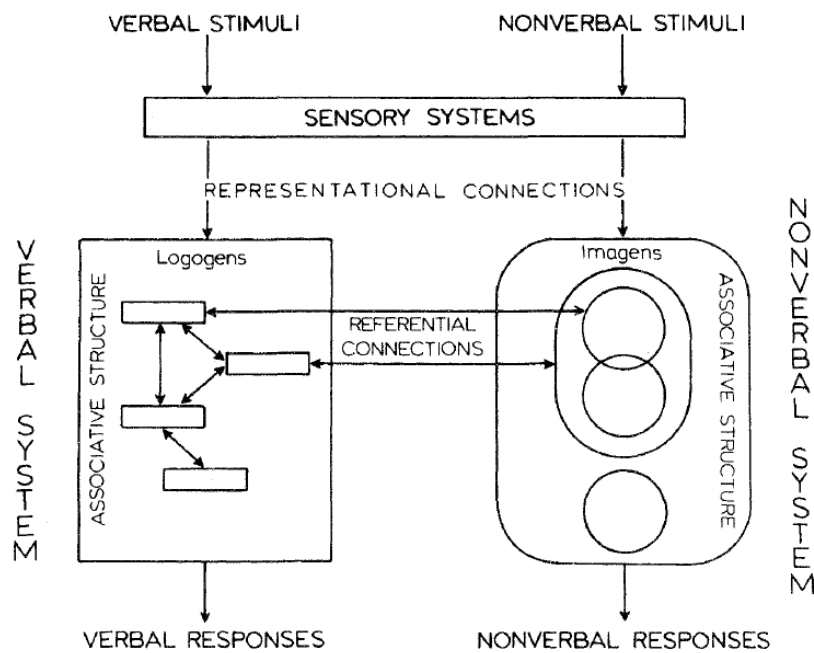 VERBAL STIMULI
NONVERBAL STIMULI
SENSORY SYSTEMS
REPRESENTATIONAL CONNECTIONS
VERBAL SYSTEM
ASSOCIATIVE STRUCTURE
Logogens
REFERENTIAL
CONNECTIONS
Imagens
ASSOCIATIVE STRUCTURE
NONVERBAL SYSTEM
VERBAL RESPONSES
NONVERBAL RESPONSES